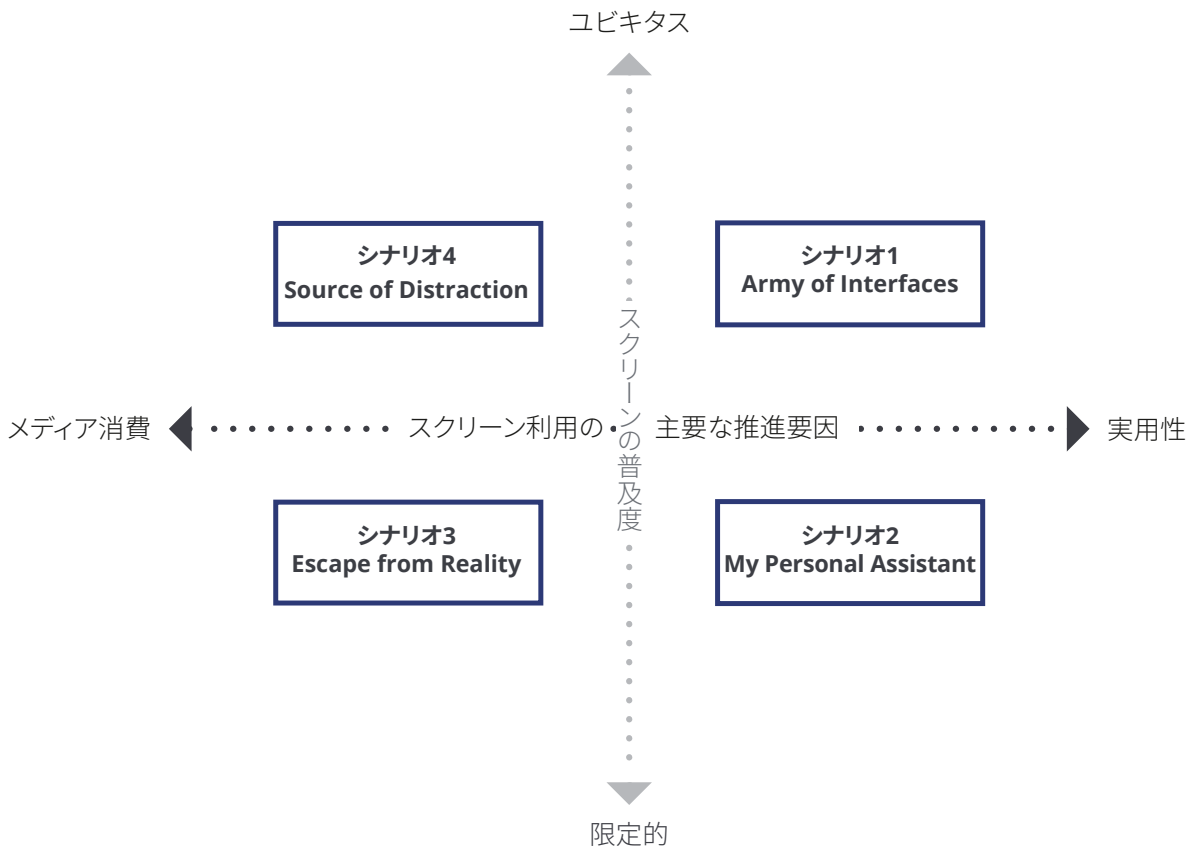 ユビキタス
シナリオ4
Source of Distraction
シナリオ1
Army of Interfaces
スクリーンの普及度
メディア消費
スクリーン利用の
主要な推進要因
実用性
シナリオ3
Escape from Reality
シナリオ2
My Personal Assistant
限定的